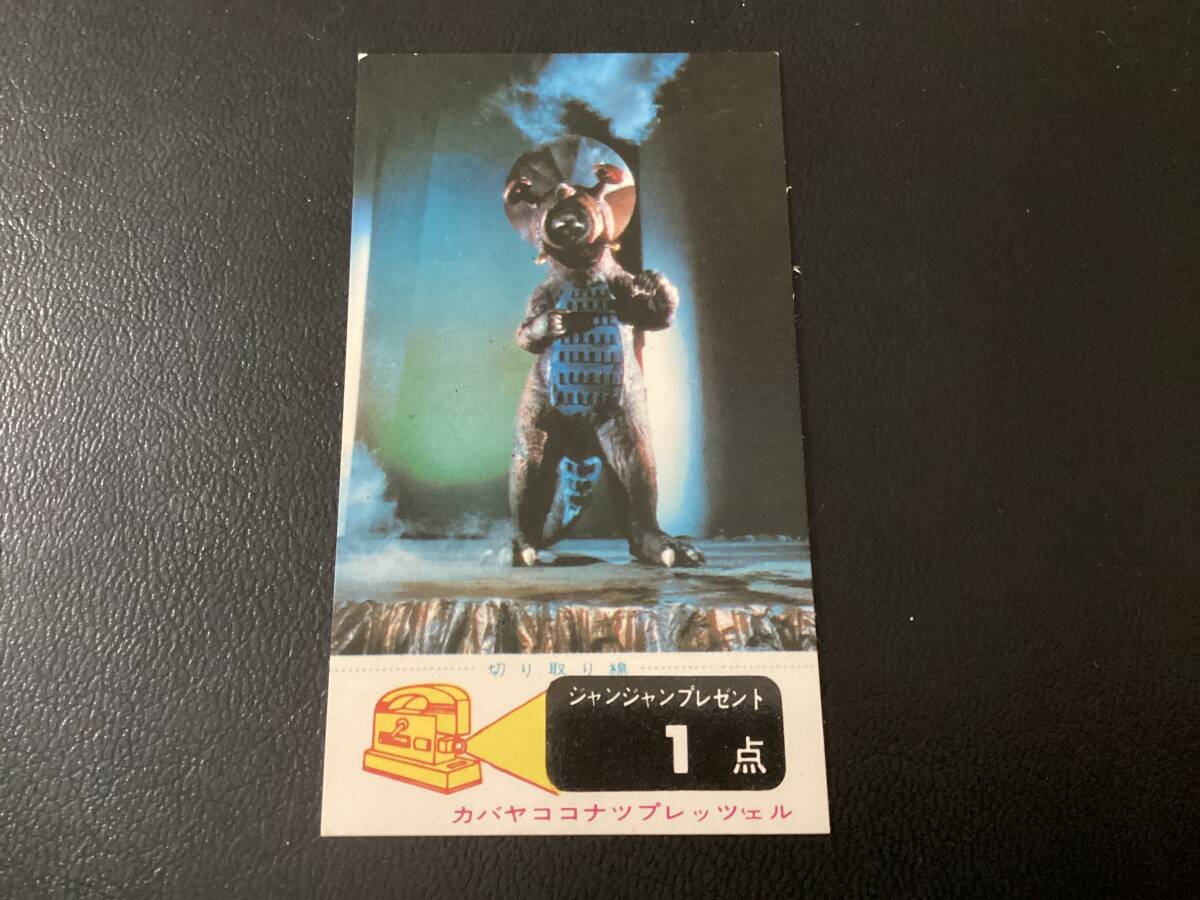 切り取り線
ジャンジャンプレゼント
1 点
カバヤココナツプレッツェル